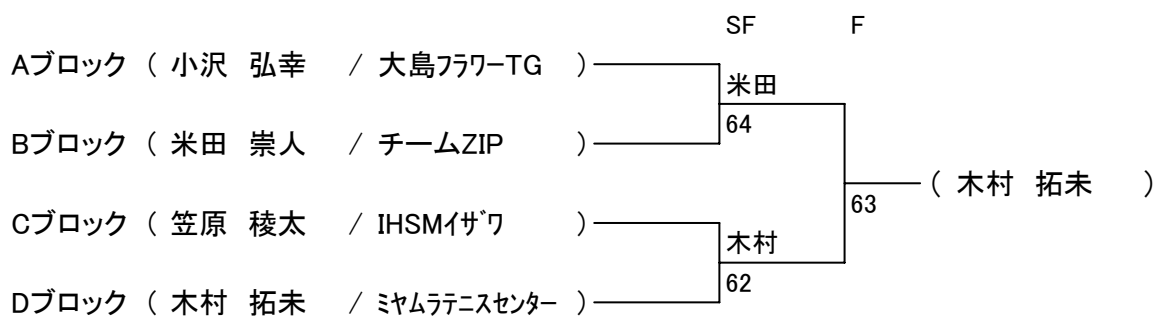 SF F
Aブロック ( 小沢 弘幸 / 大島ﾌﾗﾜｰTG )
米田
64
Bブロック ( 米田 崇人 / チームZIP )
( 木村 拓未 )
63
Cブロック ( 笠原 稜太 / IHSMｲｻﾞﾜ )
木村
62
Dブロック ( 木村 拓未 / ﾐﾔﾑﾗﾃﾆｽｾﾝﾀｰ )